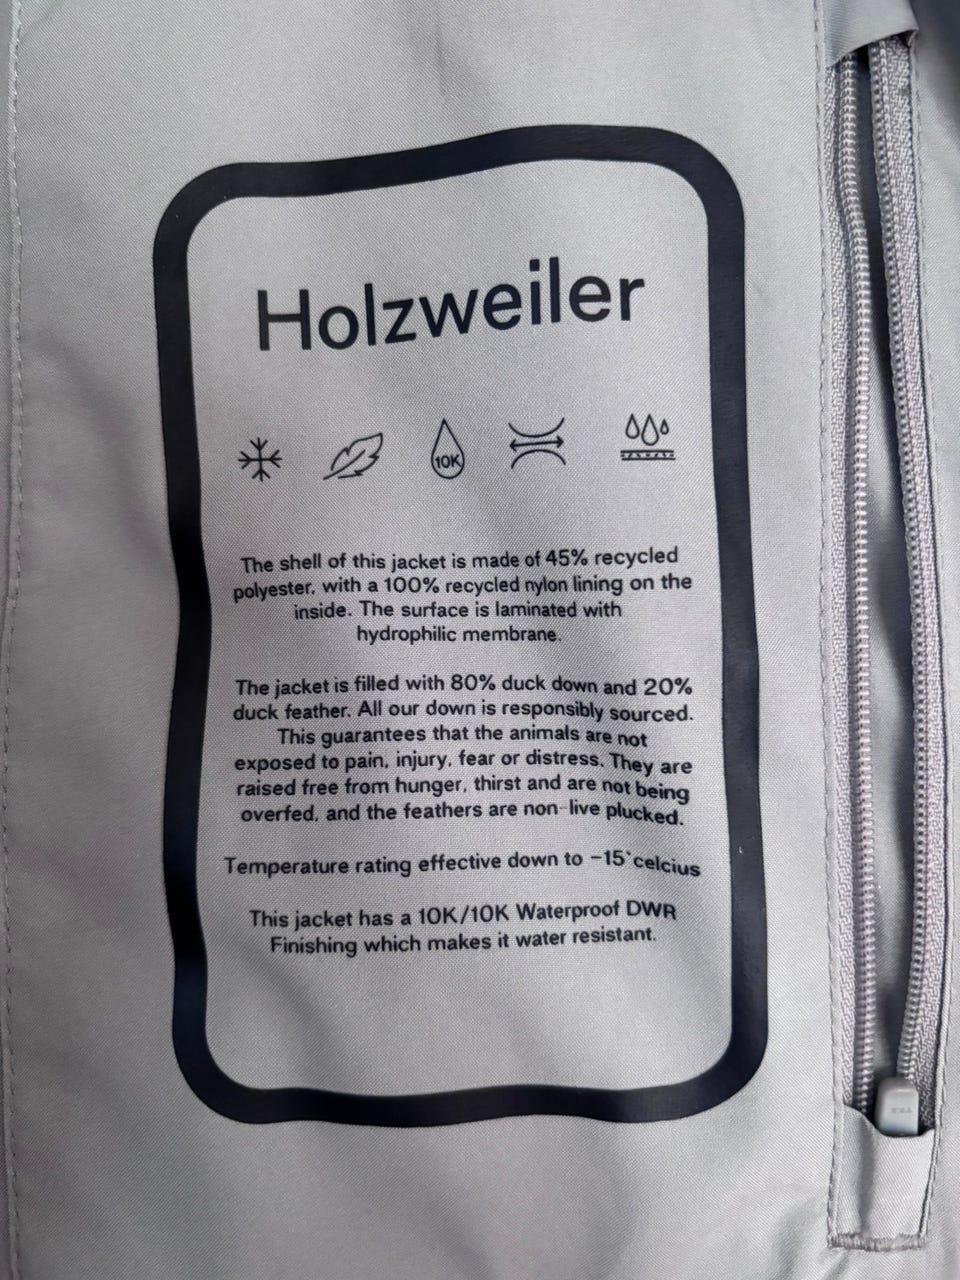 Holzweiler
10K
The shell of this jacket is made of 45% recycled
polyester, with a 100% recycled nylon lining on the
inside. The surface is laminated with
hydrophilic membrane.
The jacket is filled with 80% duck down and 20%
duck feather. All our down is responsibly sourced.
This guarantees that the animals are not
exposed to pain, injury, fear or distress. They are
raised free from hunger, thirst and are not being
overfed, and the feathers are non-live plucked.
Temperature rating effective down to -15°celcius
This jacket has a 10K/10K Waterproof DWR
Finishing which makes it water resistant.